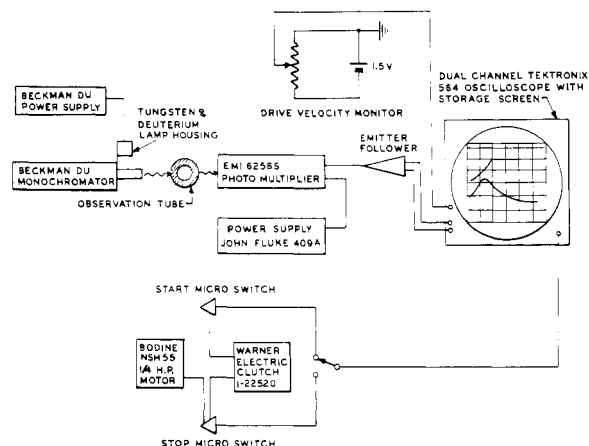 1.5V
DRIVE VELOCITY MONITOR
DUAL CHANNEL TEKTRONIX
564 OSCILLOSCOPE WITH
STORAGE SCREEN
BECKMAN DU
POWER SUPPLY
TUNGSTEN &
DEUTERIUM
LAMP HOUSING
EMITTER
FOLLOWER
BECKMAN DU
MONOCHROMATOR
EMI 6256S
PHOTO MULTIPLIER
OBSERVATION TUBE
POWER SUPPLY
JOHN FLUKE 409A
START MICRO SWITCH
BODINE
NSH 55
1/4 H.P.
MOTOR
WARNER
ELECTRIC
CLUTCH
1-22520
STOP MICRO SWITCH